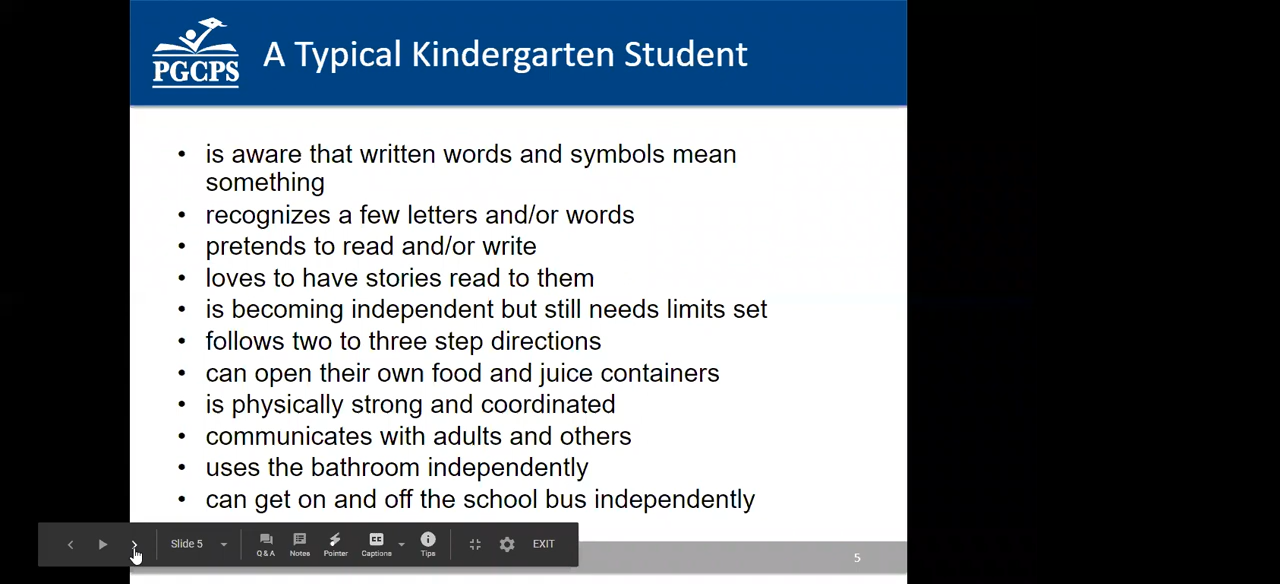 PGCPS
A Typical Kindergarten Student
• is aware that written words and symbols mean
something
• recognizes a few letters and/or words
• pretends to read and/or write
• loves to have stories read to them
• is becoming independent but still needs limits set
• follows two to three step directions
• can open their own food and juice containers
• is physically strong and coordinated
• communicates with adults and others
• uses the bathroom independently
• can get on and off the school bus independently
Slide 5
Q&A
Notes
Pointer
Captions
Tips
EXIT
5